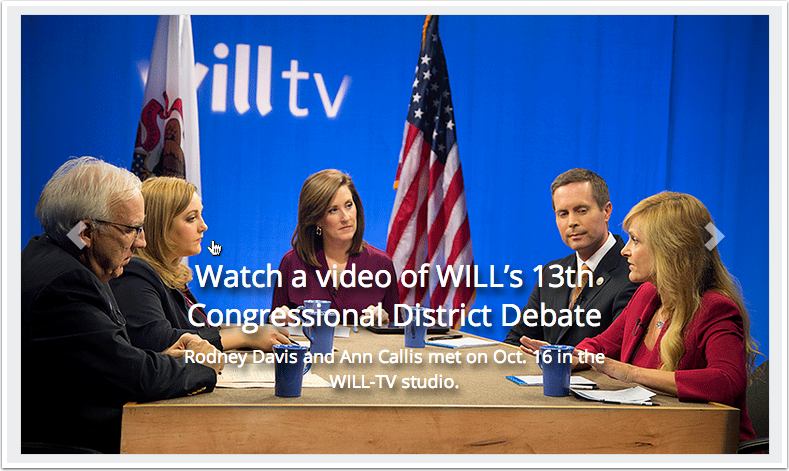 will tv
Watch a video of WILL's 13th
Congressional District Debate
Rodney Davis and Ann Callis met on Oct. 16 in the
WILL-TV studio.